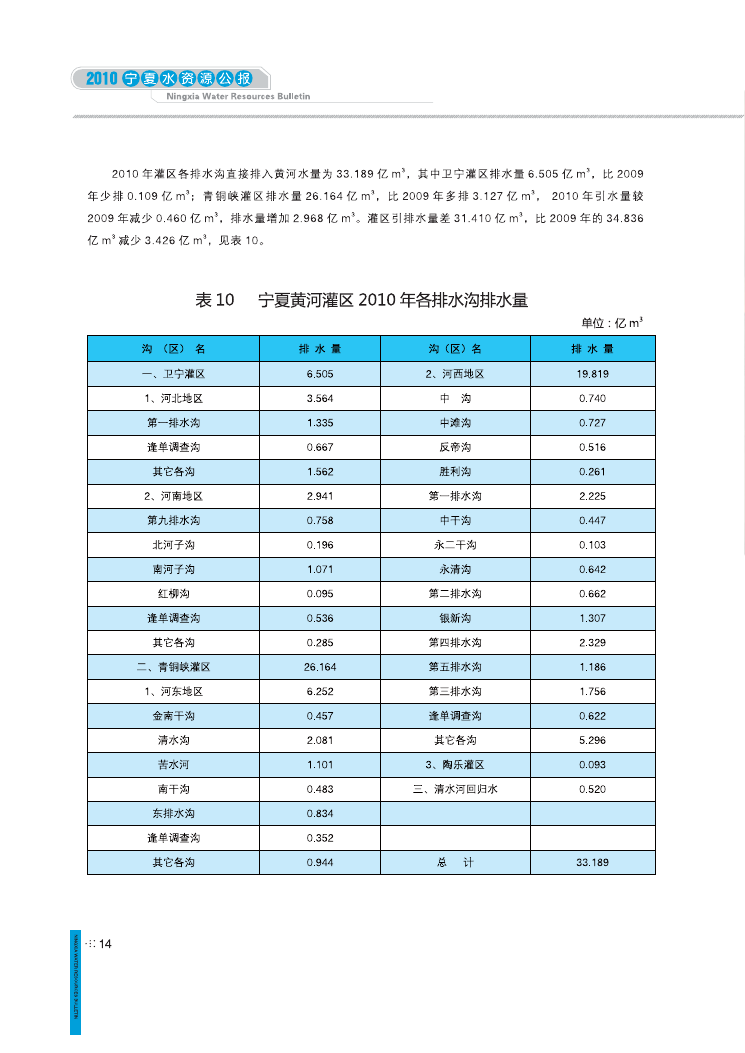 2010 宁夏水资源公报
Ningxia Water Resources Bulletin
2010 年灌区各排水沟直接排入黄河水量为 33.189 亿 m³，其中卫宁灌区排水量 6.505 亿 m³，比 2009
年少排 0.109 亿 m³；青铜峡灌区排水量 26.164 亿 m³，比 2009 年多排 3.127 亿 m³， 2010 年引水量较
2009 年减少 0.460 亿 m³，排水量增加 2.968 亿 m³。灌区引排水量差 31.410 亿 m³，比 2009 年的 34.836
亿 m³ 减少 3.426 亿 m³，见表 10。
表 10 宁夏黄河灌区 2010 年各排水沟排水量
单位：亿 m³
沟 （区） 名 排 水 量 沟（区）名 排 水 量
一、卫宁灌区 6.505 2、河西地区 19.819
1、河北地区 3.564 中 沟 0.740
第一排水沟 1.335 中滩沟 0.727
逢单调查沟 0.667 反帝沟 0.516
其它各沟 1.562 胜利沟 0.261
2、河南地区 2.941 第一排水沟 2.225
第九排水沟 0.758 中干沟 0.447
北河子沟 0.196 永二干沟 0.103
南河子沟 1.071 永清沟 0.642
红柳沟 0.095 第二排水沟 0.662
逢单调查沟 0.536 银新沟 1.307
其它各沟 0.285 第四排水沟 2.329
二、青铜峡灌区 26.164 第五排水沟 1.186
1、河东地区 6.252 第三排水沟 1.756
金南干沟 0.457 逢单调查沟 0.622
清水沟 2.081 其它各沟 5.296
苦水河 1.101 3、陶乐灌区 0.093
南干沟 0.483 三、清水河回归水 0.520
东排水沟 0.834
逢单调查沟 0.352
其它各沟 0.944 总 计 33.189
14